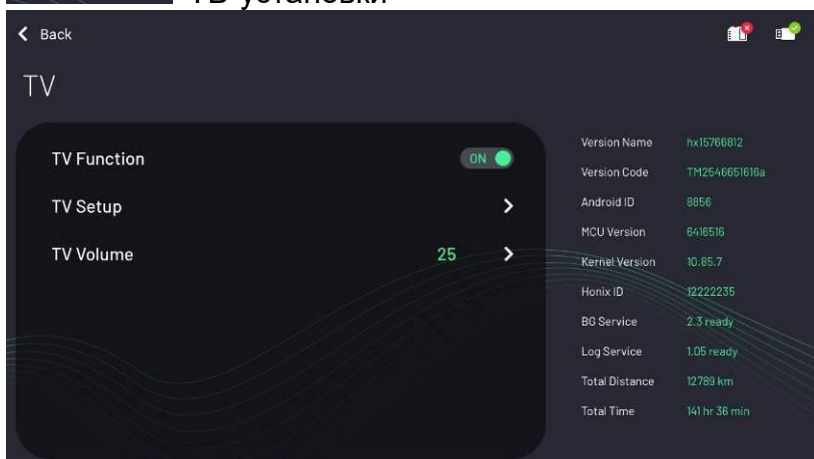 ТВ установки
Back
TV
TV Function ON
TV Setup
TV Volume 25
Version Name hx15766812
Version Code TM2546651616a
Android ID 8856
MCU Version 6416516
Kernel Version 10.85.7
Honix ID 12222235
BG Service 2.3 ready
Log Service 1.05 ready
Total Distance 12789 km
Total Time 141 hr 36 min